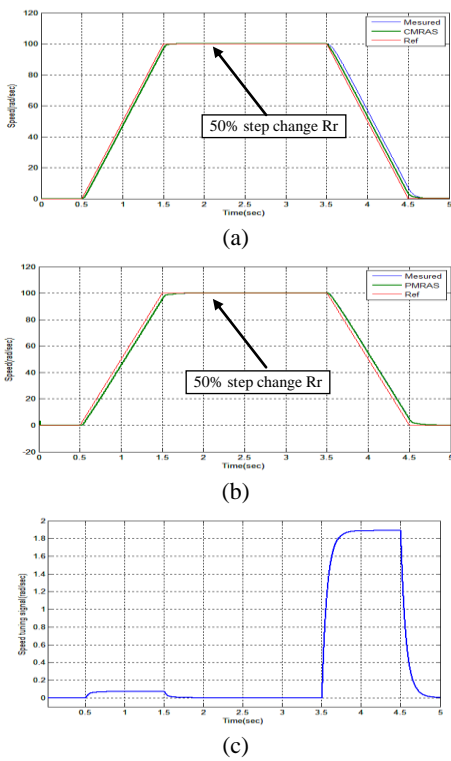 120
100
80
60
40
20
0
Speed(rad/sec)
Mesured
CMRAS
Ref
50% step change Rr
0 0.5 1 1.5 2 2.5 3 3.5 4 4.5 5
Time(sec)
(a)
120
100
80
60
40
20
0
-20
Speed(rad/sec)
Mesured
PMRAS
Ref
50% step change Rr
0 0.5 1 1.5 2 2.5 3 3.5 4 4.5 5
Time(sec)
(b)
2
1.8
1.6
1.4
1.2
1
0.8
0.6
0.4
0.2
0
Speed tuning signal(rad/sec)
0.5 1 1.5 2 2.5 3 3.5 4 4.5 5
Time(sec)
(c)